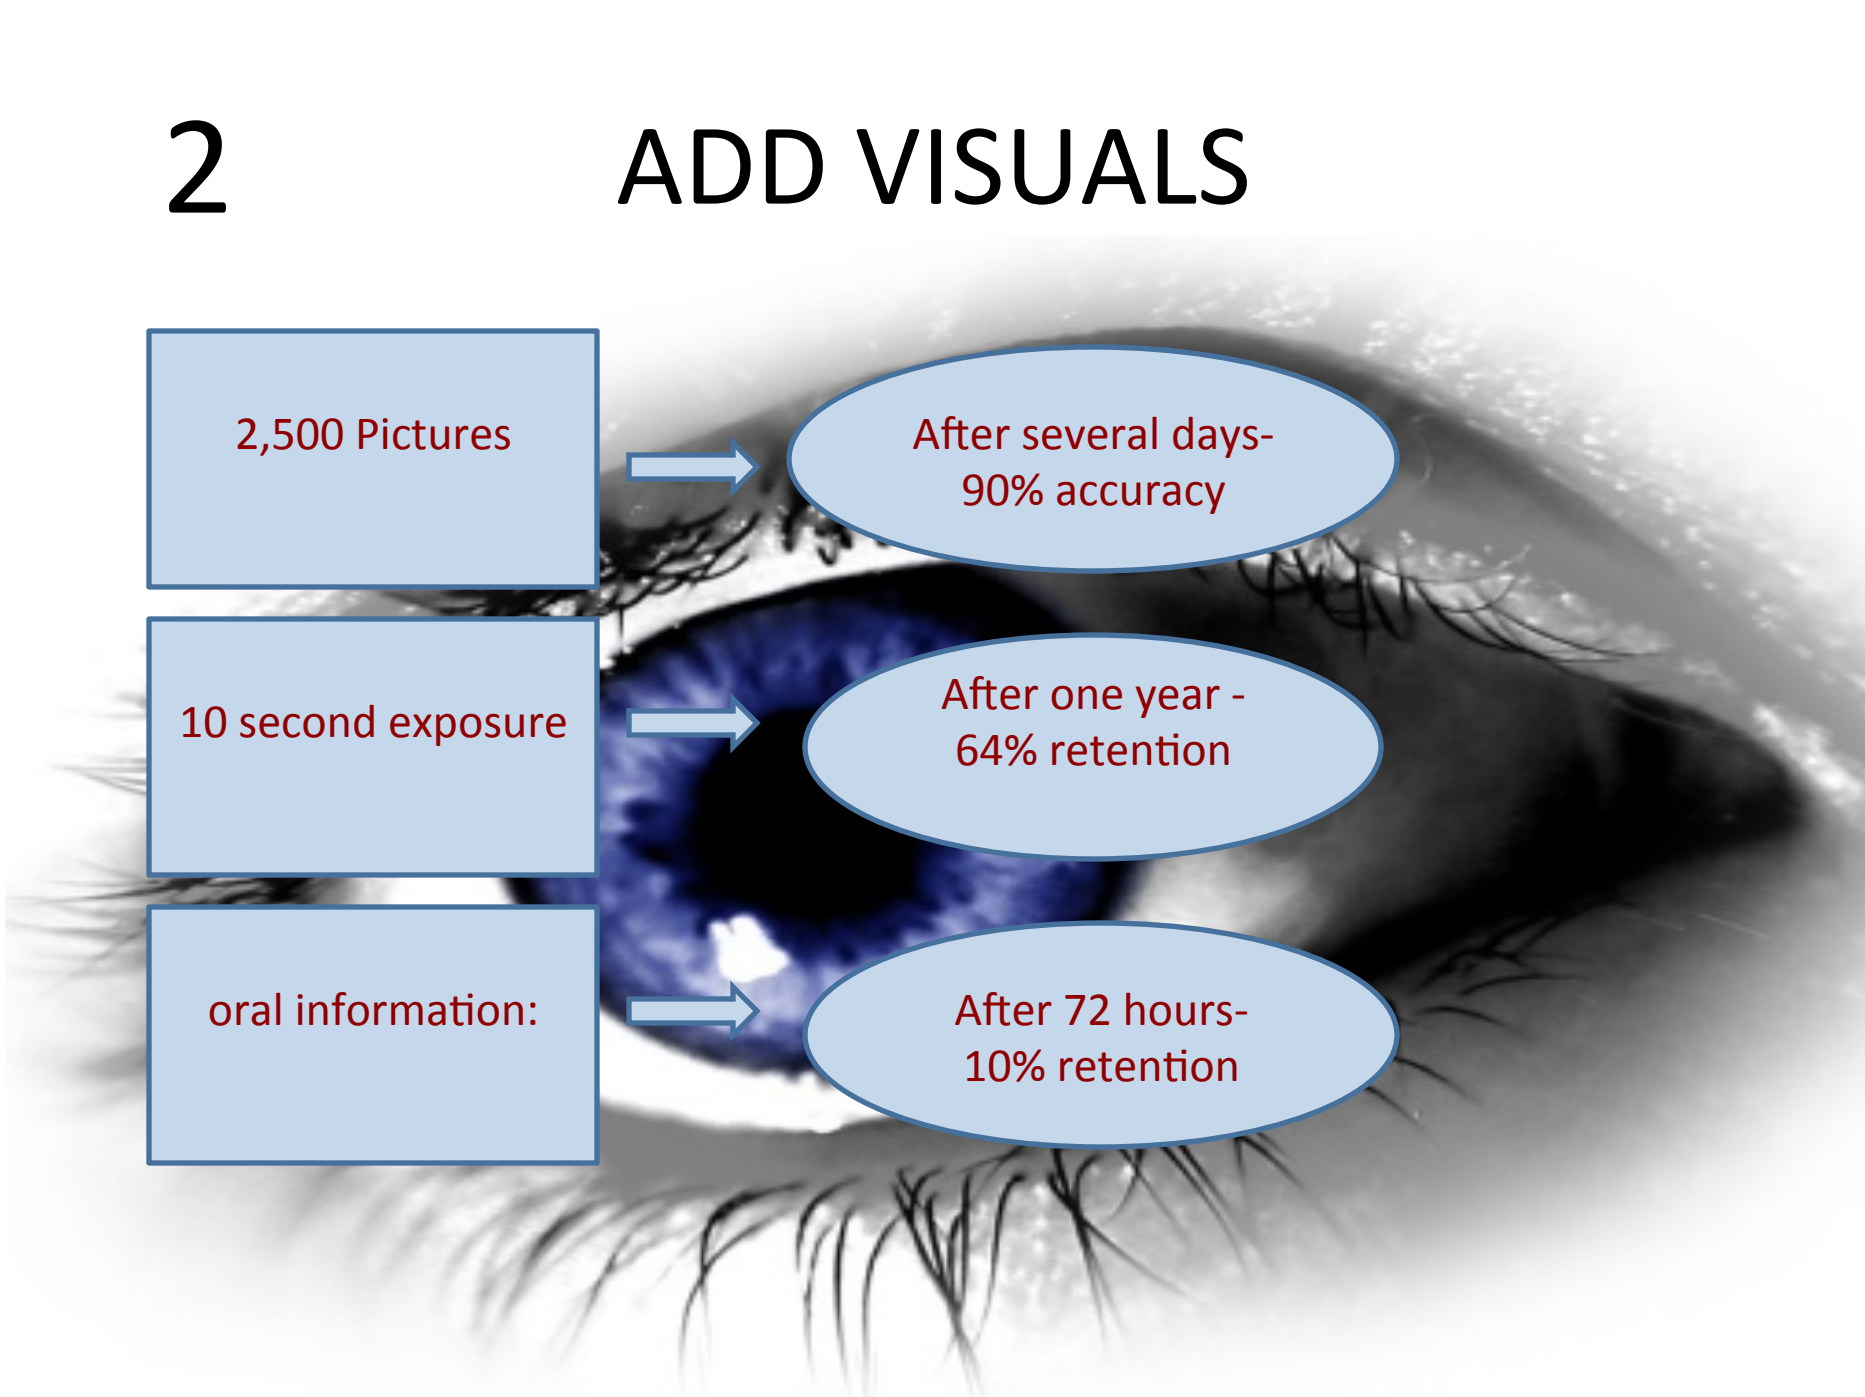 2
ADD VISUALS
2,500 Pictures
After several days-
90% accuracy
10 second exposure
After one year -
64% retention
oral information:
After 72 hours-
10% retention